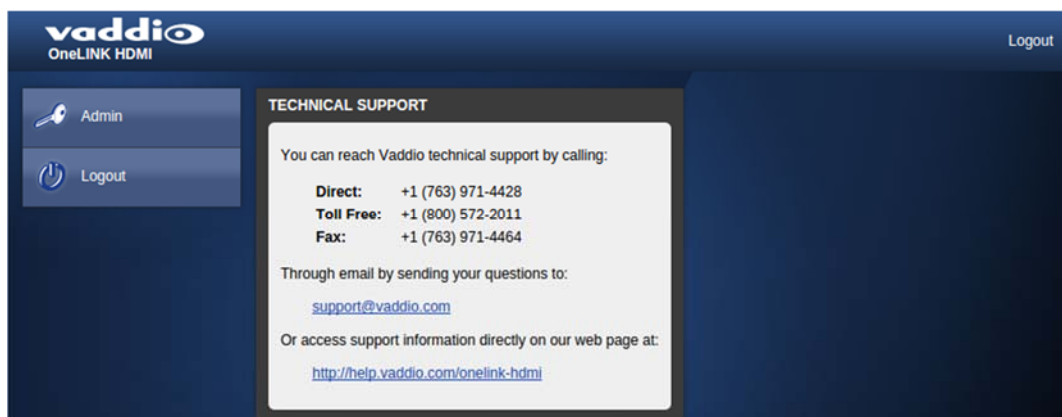 vaddio
OneLINK HDMI
Logout
Admin
Logout
TECHNICAL SUPPORT
You can reach Vaddio technical support by calling:
Direct: +1 (763) 971-4428
Toll Free: +1 (800) 572-2011
Fax: +1 (763) 971-4464
Through email by sending your questions to:
support@vaddio.com
Or access support information directly on our web page at:
http://help.vaddio.com/onelink-hdmi